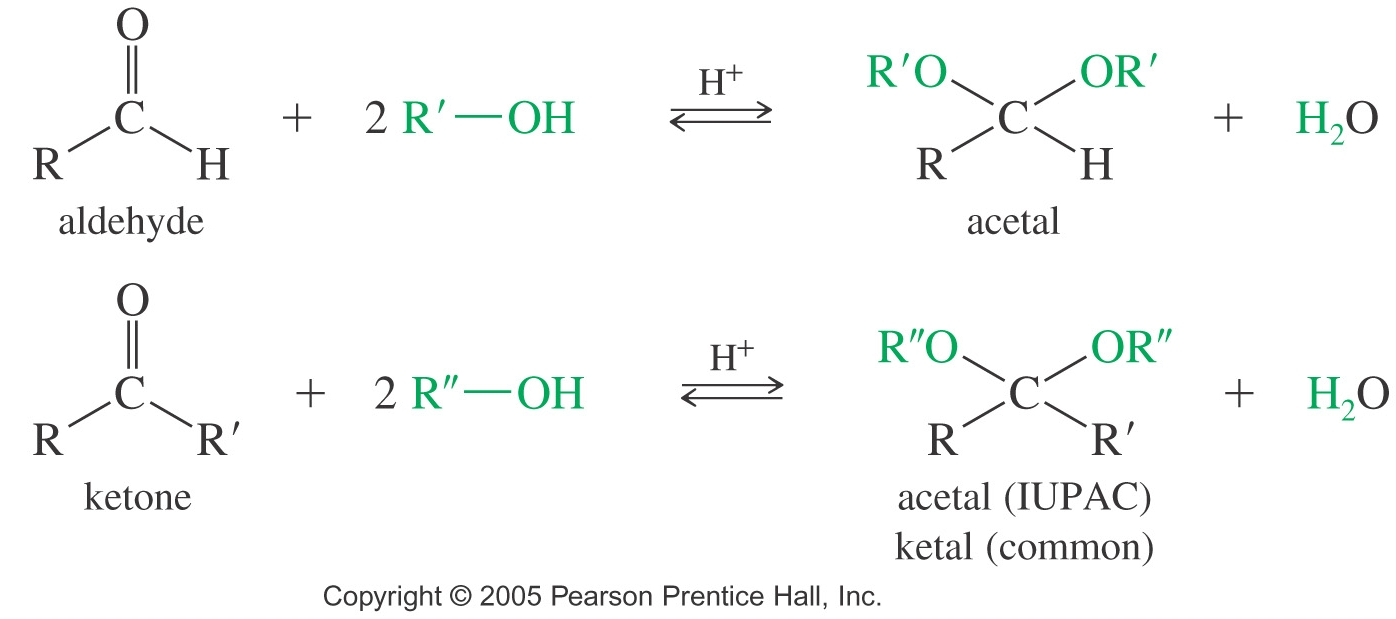 O
C + 2 R′—OH H⁺ R′O OR′ C + H₂O
R H R H
aldehyde acetal
O
C + 2 R″—OH H⁺ R″O OR″ C + H₂O
R R′ R R′
ketone acetal (IUPAC)
ketal (common)
Copyright © 2005 Pearson Prentice Hall, Inc.